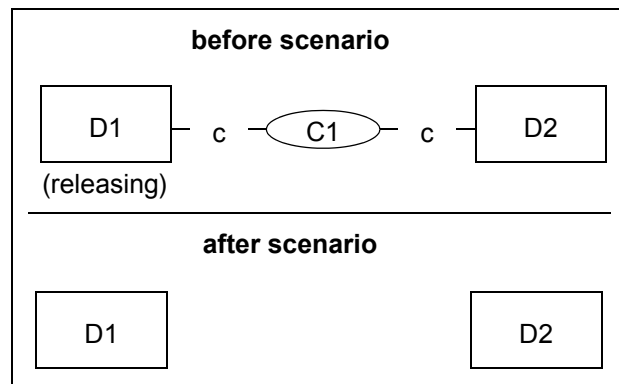 before scenario
D1 c C1 c D2
(releasing)
after scenario
D1 D2